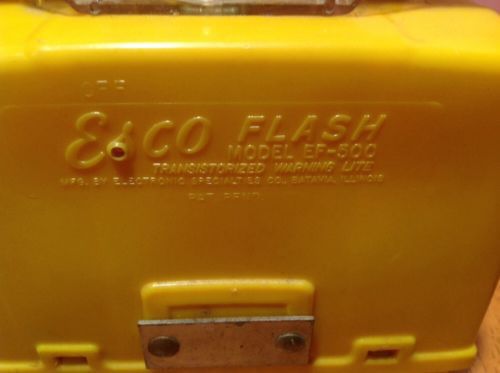 OFF
EsCO FLASH
MODEL EF-500
TRANSISTORIZED WARNING LITE
MFG. BY ELECTRONIC SPECIALTIES CO., BATAVIA, ILLINOIS
PAT. PEND.